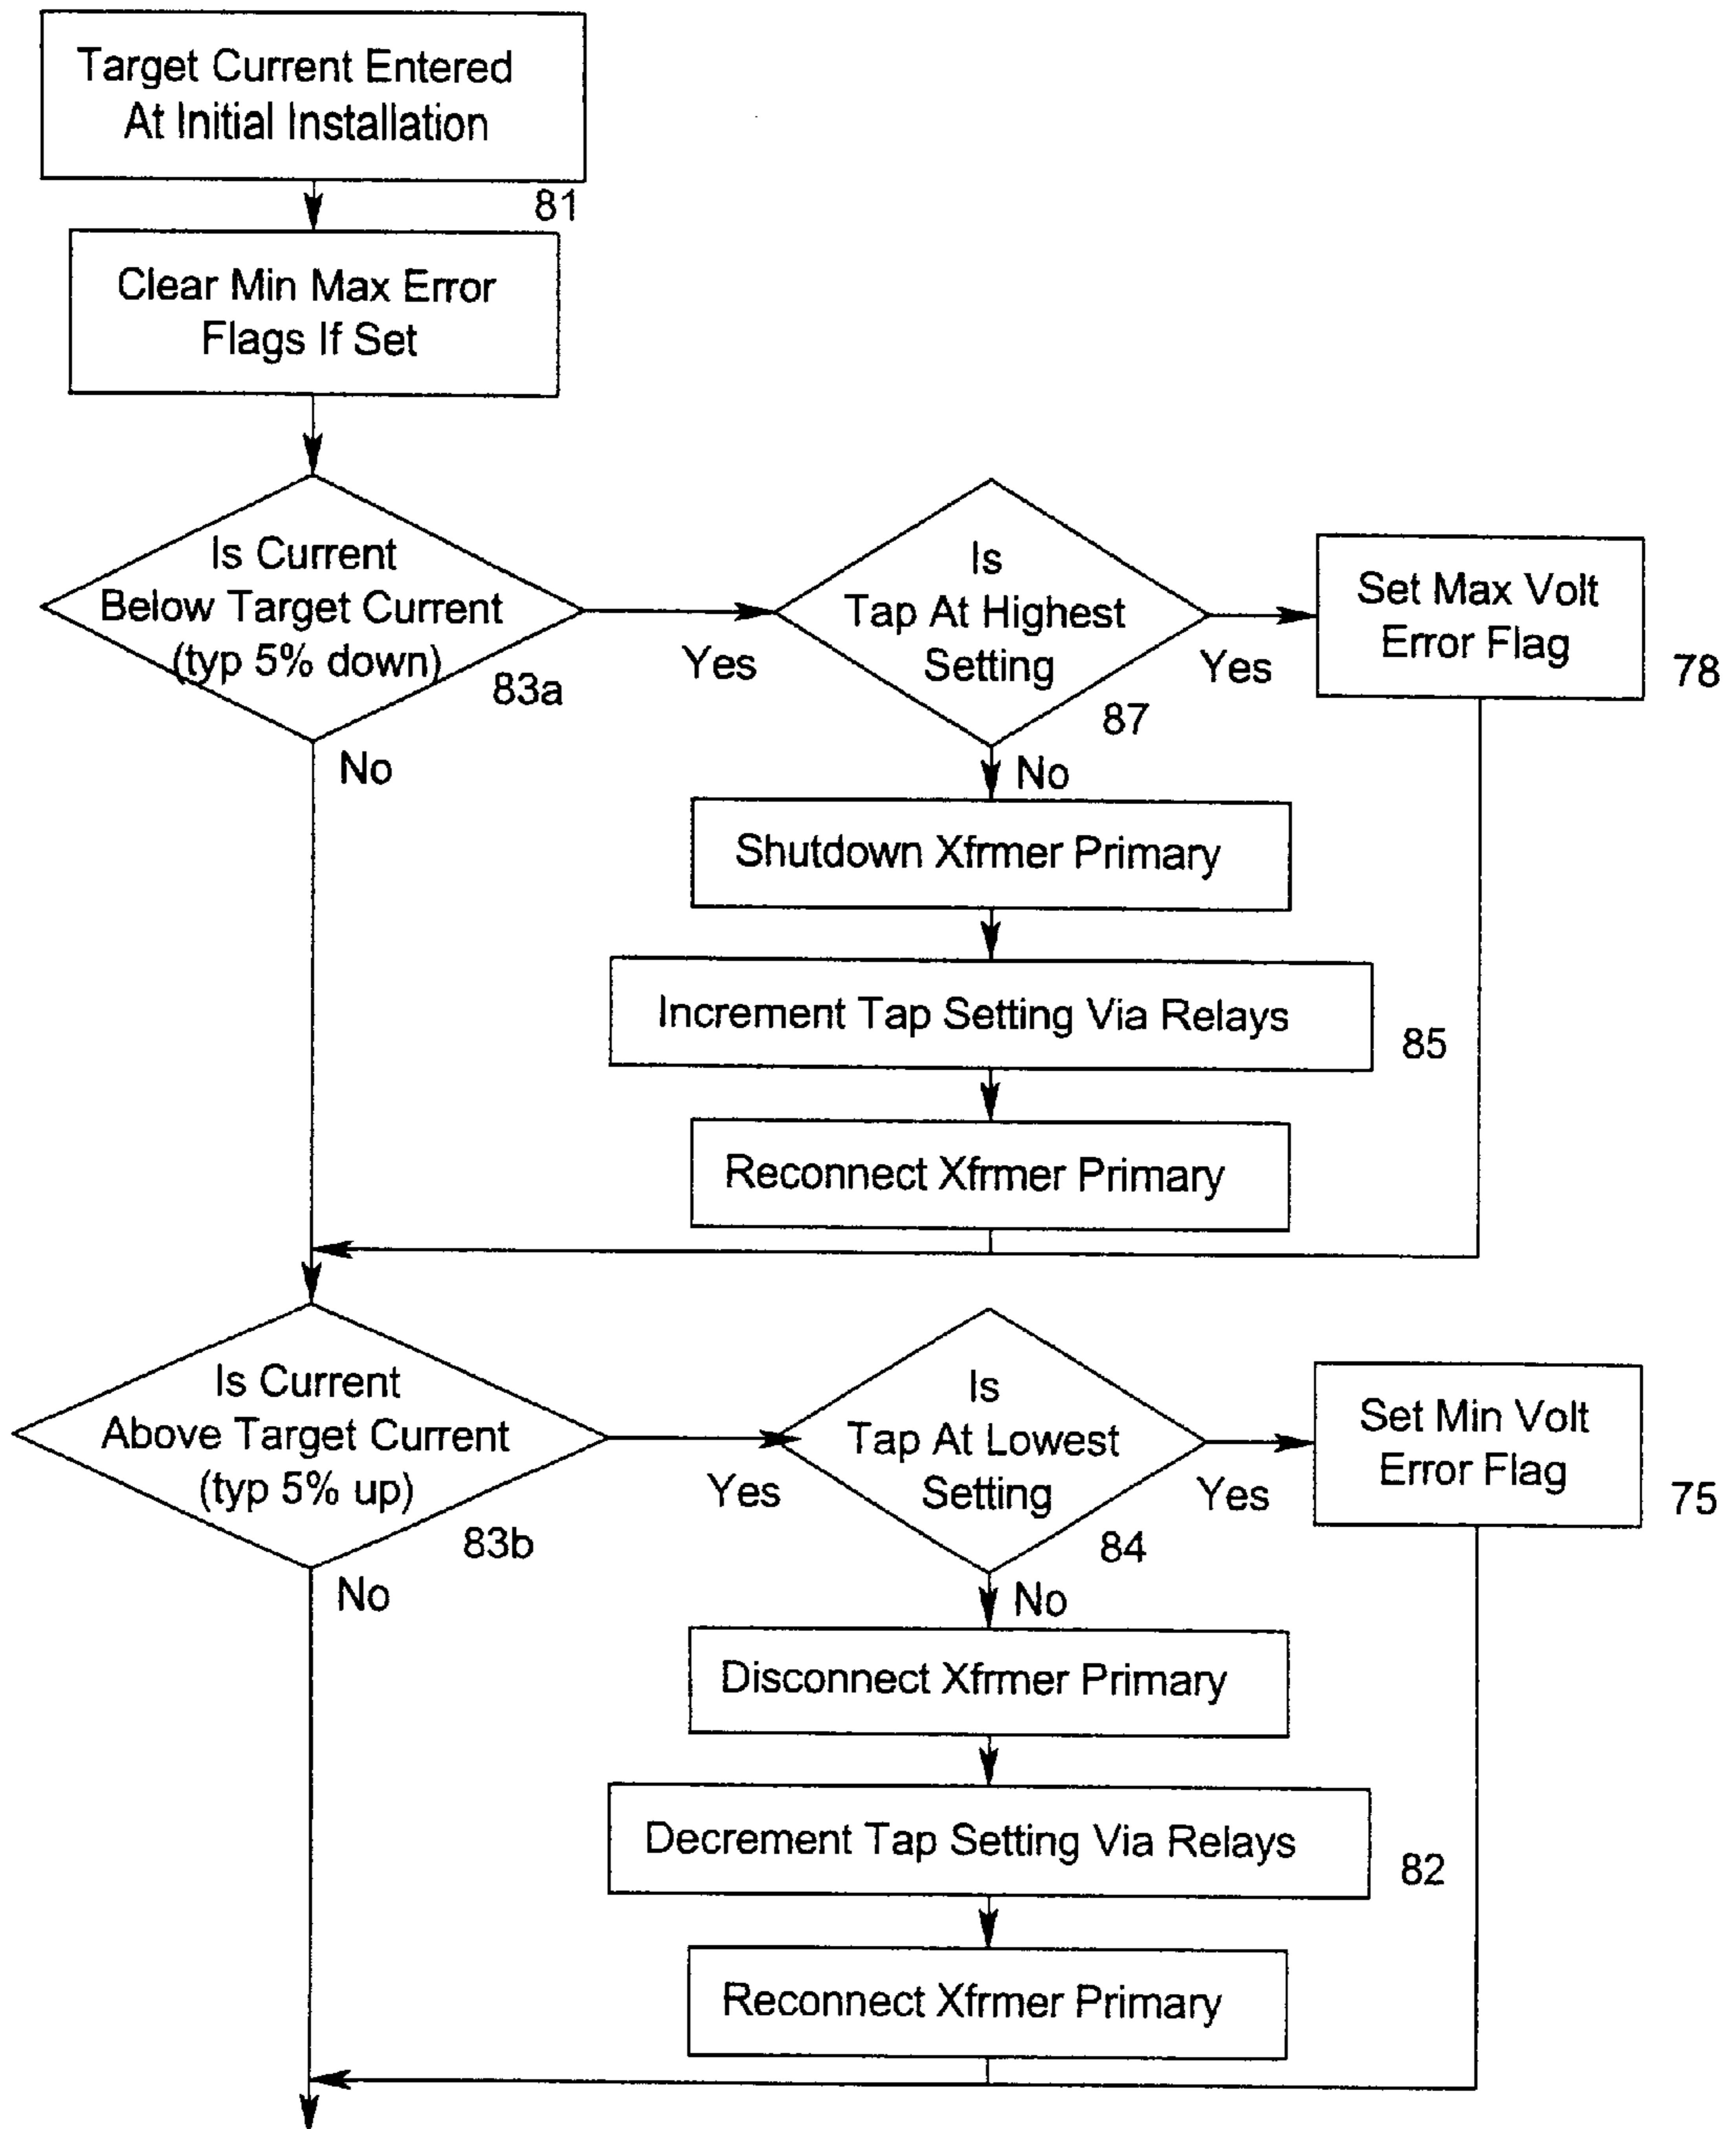 Target Current Entered
At Initial Installation
81
Clear Min Max Error
Flags If Set
Is Current
Below Target Current
(typ 5% down)
83a
Yes
No
Is
Tap At Highest
Setting
87
Yes
No
Set Max Volt
Error Flag
78
Shutdown Xfrmer Primary
Increment Tap Setting Via Relays
85
Reconnect Xfrmer Primary
Is Current
Above Target Current
(typ 5% up)
83b
Yes
No
Is
Tap At Lowest
Setting
84
Yes
No
Set Min Volt
Error Flag
75
Disconnect Xfrmer Primary
Decrement Tap Setting Via Relays
82
Reconnect Xfrmer Primary